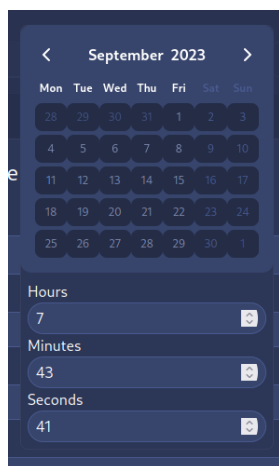 September 2023
Mon Tue Wed Thu Fri Sat Sun
28 29 30 31 1 2 3
4 5 6 7 8 9 10
e
11 12 13 14 15 16 17
18 19 20 21 22 23 24
25 26 27 28 29 30 1
Hours
7
Minutes
43
Seconds
41